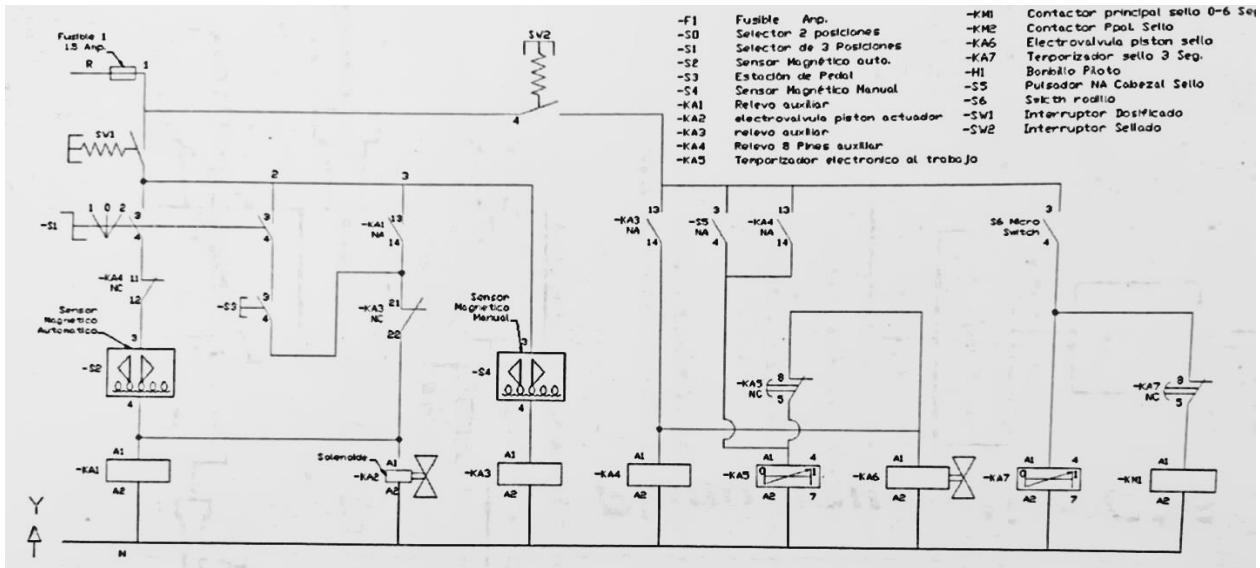 Fusible 1
1.5 Anp.
R
1
SW2
4
-F1 Fusible Anp.
-S0 Selector 2 posiciones
-S1 Selector de 3 Posiciones
-S2 Sensor Magnético auto.
-S3 Estación de Pedal
-S4 Sensor Magnético Manual
-KA1 Relevo auxiliar
-KA2 electrovalvula piston actuador
-KA3 relevo auxiliar
-KA4 Relevo 8 Pines auxiliar
-KA5 Temporizador electronico al trabajo
-KM1 Contactor principal sello 0-6 Seg
-KM2 Contactor Ppal. Sello
-KA6 Electrovalvula piston sello
-KA7 Temporizador sello 3 Seg.
-H1 Bombillo Piloto
-S5 Pulsador NA Cabezal Sello
-S6 Swicth rodillo
-SW1 Interruptor Dosificado
-SW2 Interruptor Sellado
SW1
2
3
-S1
1 0 2
3
4
3
4
-KA1
NA
13
14
-KA3
NA
13
14
-S5
NA
3
4
-KA4
NA
13
14
S6 Micro
Switch
3
4
-KA4
NC
11
12
-S3
3
4
-KA3
NC
21
22
Sensor
Magnetico
Automatico
3
-S2
4
Sensor
Magnetico
Manual
3
-S4
4
-KA5
NC
8
5
-KA7
NC
8
5
-KA1
A1
A2
Solenoide
-KA2
A1
A2
-KA3
A1
A2
-KA4
A1
A2
-KA5
A1
4
A2
7
-KA6
A1
A2
-KA7
A1
4
A2
7
-KM1
A1
A2
Y
N